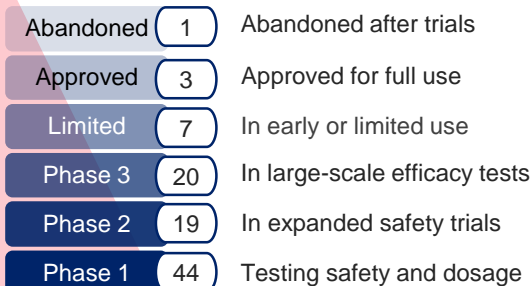 Abandoned 1 Abandoned after trials
Approved 3 Approved for full use
Limited 7 In early or limited use
Phase 3 20 In large-scale efficacy tests
Phase 2 19 In expanded safety trials
Phase 1 44 Testing safety and dosage